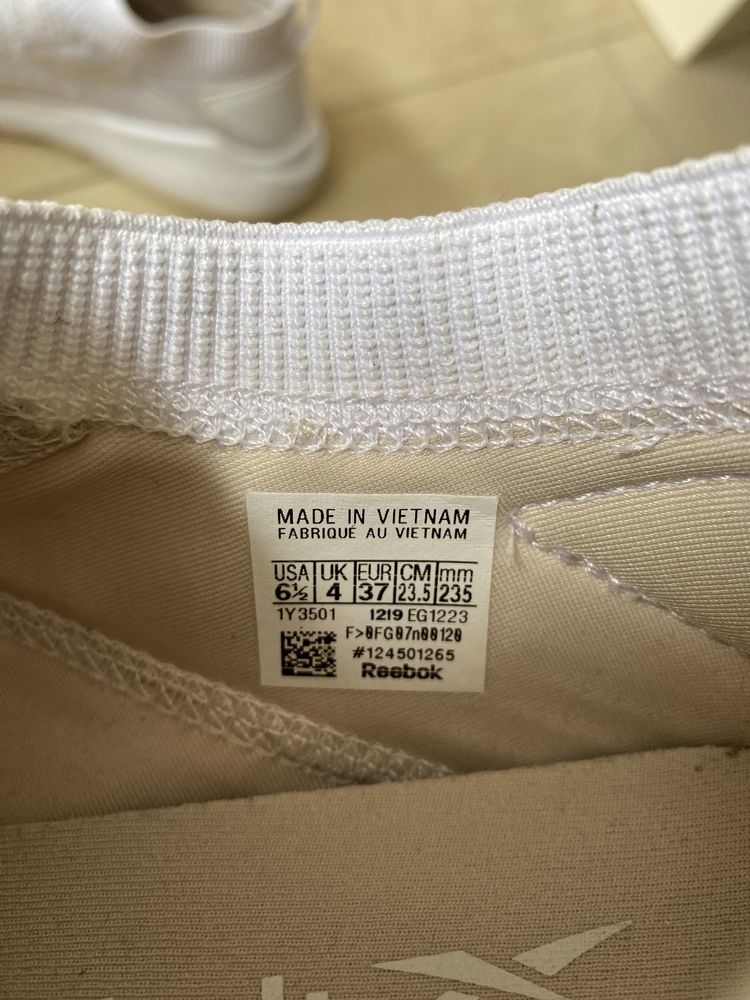 MADE IN VIETNAM
FABRIQUÉ AU VIETNAM
USA UK EUR CM mm
6½ 4 37 23.5 235
1Y3501 1219 EG1223
F>0FG07n00120
#124501265
Reebok